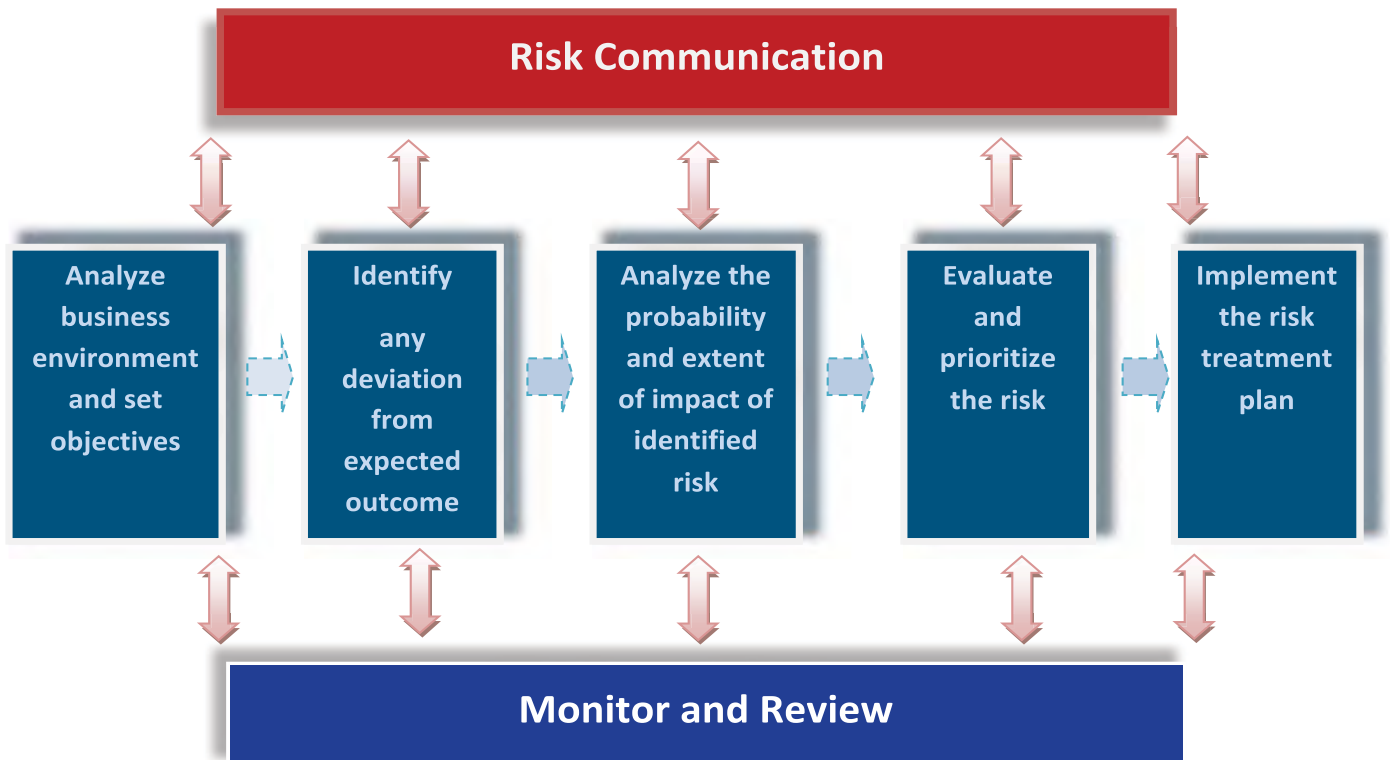 Risk Communication
Analyze
business
environment
and set
objectives
Identify
any
deviation
from
expected
outcome
Analyze the
probability
and extent
of impact of
identified
risk
Evaluate
and
prioritize
the risk
Implement
the risk
treatment
plan
Monitor and Review